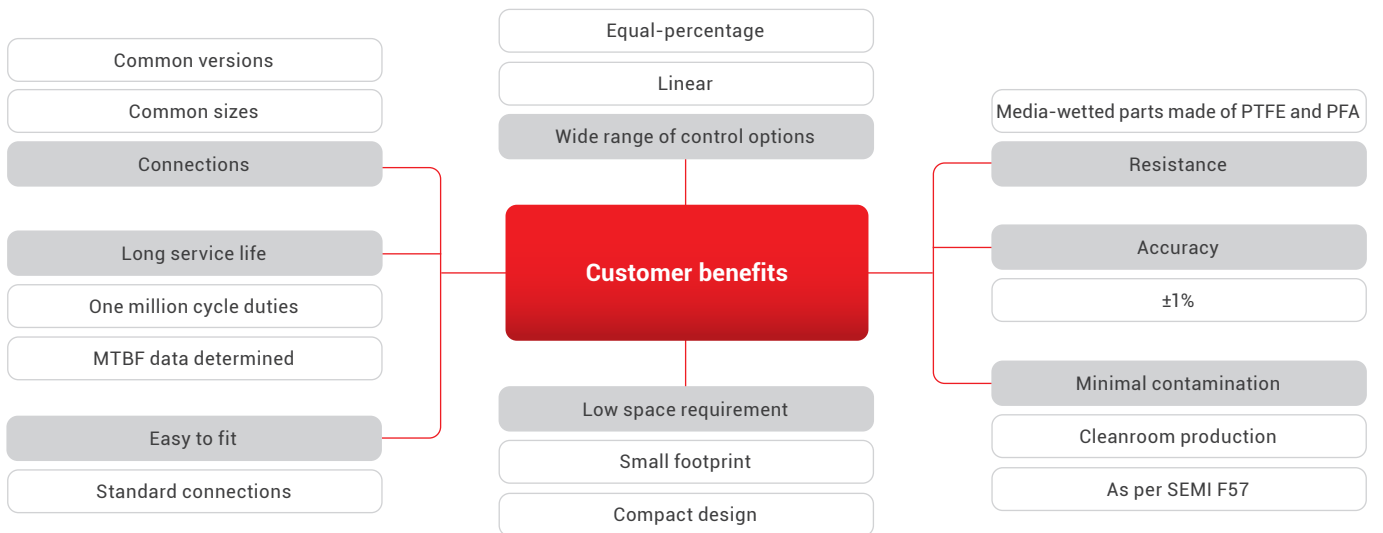 Common versions
Common sizes
Connections
Long service life
One million cycle duties
MTBF data determined
Easy to fit
Standard connections
Equal-percentage
Linear
Wide range of control options
Customer benefits
Low space requirement
Small footprint
Compact design
Media-wetted parts made of PTFE and PFA
Resistance
Accuracy
±1%
Minimal contamination
Cleanroom production
As per SEMI F57